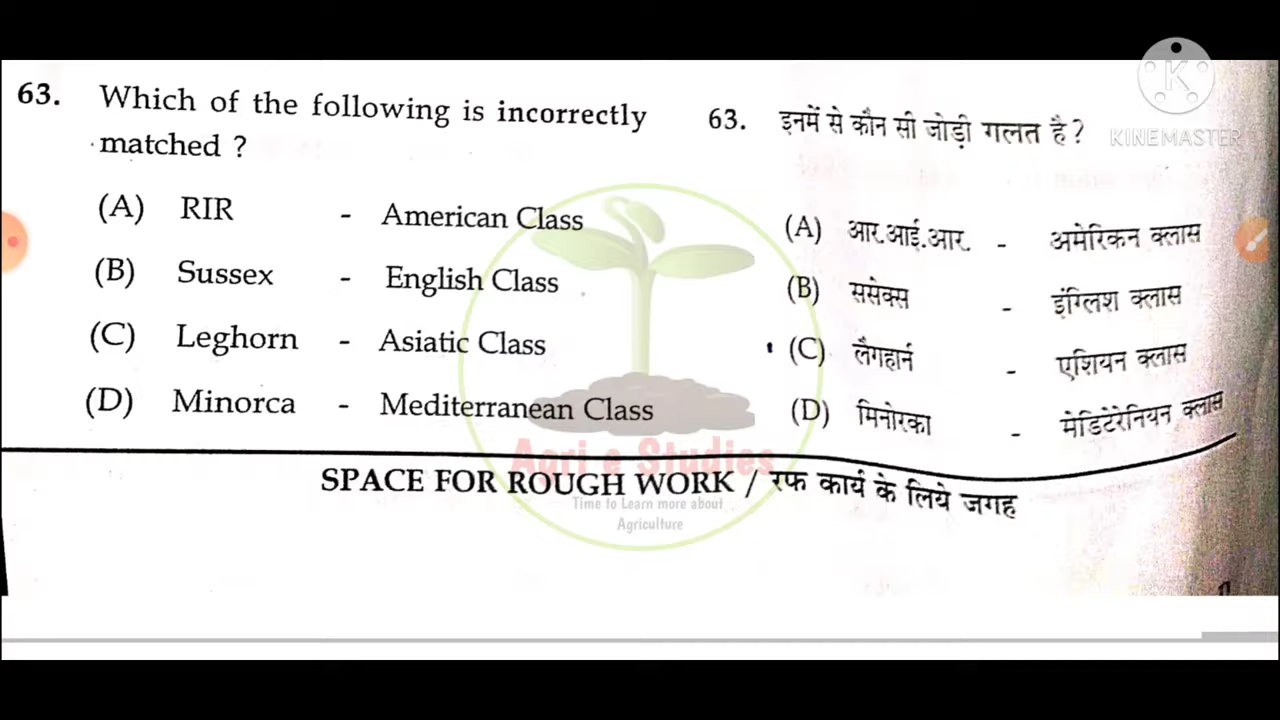 63. Which of the following is incorrectly
matched ?
(A) RIR - American Class
(B) Sussex - English Class
(C) Leghorn - Asiatic Class
(D) Minorca - Mediterranean Class
63. इनमें से कौन सी जोड़ी गलत है ?
(A) आर.आई.आर. - अमेरिकन क्लास
(B) ससेक्स - इंग्लिश क्लास
(C) लैगहार्न - एशियन क्लास
(D) मिनोरका - मेडिटेरेनियन क्लास
SPACE FOR ROUGH WORK / रफ कार्य के लिये जगह
Agri e Studies
Time to Learn more about
Agriculture
K
KINEMASTER